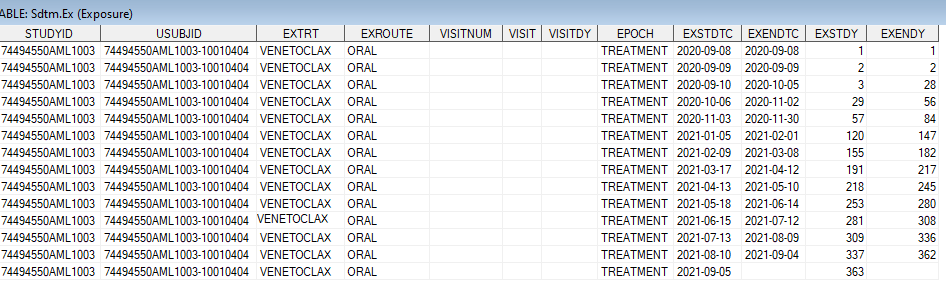 ABLE: Sdtm.Ex (Exposure)
STUDYID USUBJID EXTRT EXROUTE VISITNUM VISIT VISITDY EPOCH EXSTDTC EXENDTC EXSTDY EXENDY
74494550AML1003 74494550AML1003-10010404 VENETOCLAX ORAL TREATMENT 2020-09-08 2020-09-08 1 1
74494550AML1003 74494550AML1003-10010404 VENETOCLAX ORAL TREATMENT 2020-09-09 2020-09-09 2 2
74494550AML1003 74494550AML1003-10010404 VENETOCLAX ORAL TREATMENT 2020-09-10 2020-10-05 3 28
74494550AML1003 74494550AML1003-10010404 VENETOCLAX ORAL TREATMENT 2020-10-06 2020-11-02 29 56
74494550AML1003 74494550AML1003-10010404 VENETOCLAX ORAL TREATMENT 2020-11-03 2020-11-30 57 84
74494550AML1003 74494550AML1003-10010404 VENETOCLAX ORAL TREATMENT 2021-01-05 2021-02-01 120 147
74494550AML1003 74494550AML1003-10010404 VENETOCLAX ORAL TREATMENT 2021-02-09 2021-03-08 155 182
74494550AML1003 74494550AML1003-10010404 VENETOCLAX ORAL TREATMENT 2021-03-17 2021-04-12 191 217
74494550AML1003 74494550AML1003-10010404 VENETOCLAX ORAL TREATMENT 2021-04-13 2021-05-10 218 245
74494550AML1003 74494550AML1003-10010404 VENETOCLAX ORAL TREATMENT 2021-05-18 2021-06-14 253 280
74494550AML1003 74494550AML1003-10010404 VENETOCLAX ORAL TREATMENT 2021-06-15 2021-07-12 281 308
74494550AML1003 74494550AML1003-10010404 VENETOCLAX ORAL TREATMENT 2021-07-13 2021-08-09 309 336
74494550AML1003 74494550AML1003-10010404 VENETOCLAX ORAL TREATMENT 2021-08-10 2021-09-04 337 362
74494550AML1003 74494550AML1003-10010404 VENETOCLAX ORAL TREATMENT 2021-09-05 363